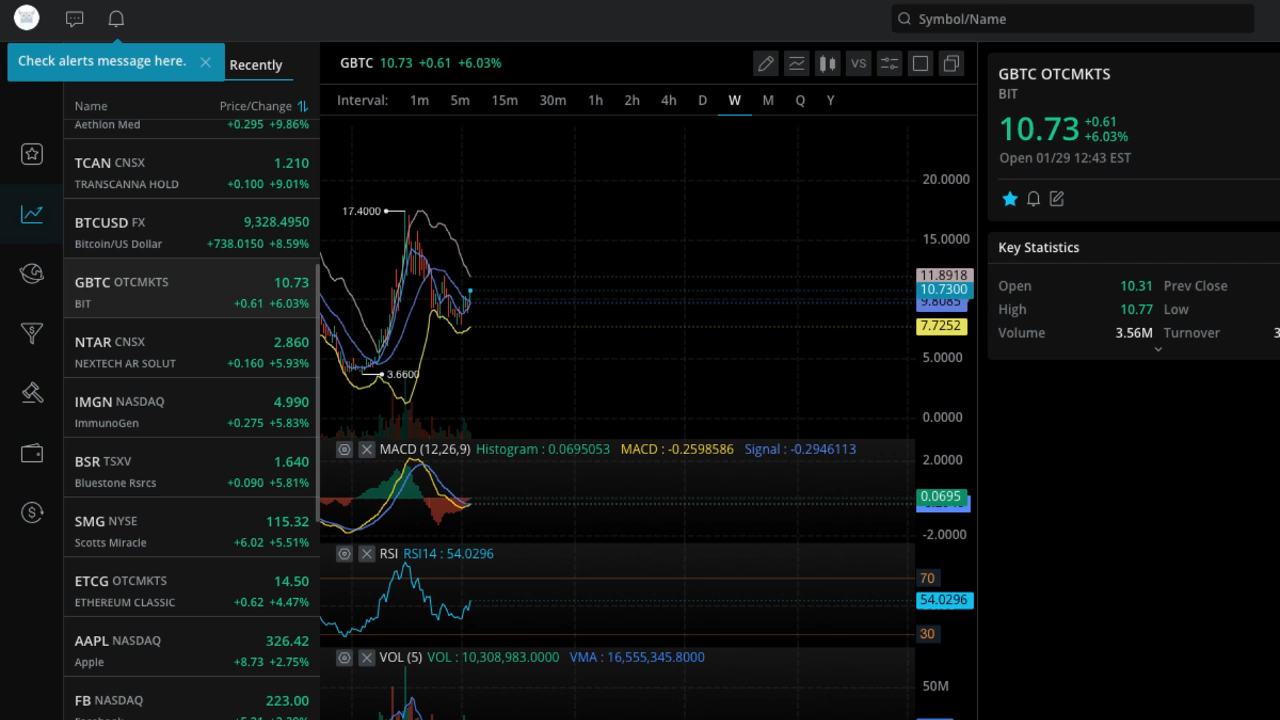 Symbol/Name
Check alerts message here.
Recently
Name Price/Change
Aethlon Med +0.295 +9.86%
TCAN CNSX 1.210
TRANSCANNA HOLD +0.100 +9.01%
BTCUSD FX 9,328.4950
Bitcoin/US Dollar +738.0150 +8.59%
GBTC OTCMKTS 10.73
BIT +0.61 +6.03%
NTAR CNSX 2.860
NEXTECH AR SOLUT +0.160 +5.93%
IMGN NASDAQ 4.990
ImmunoGen +0.275 +5.83%
BSR TSXV 1.640
Bluestone Rsrcs +0.090 +5.81%
SMG NYSE 115.32
Scotts Miracle +6.02 +5.51%
ETCG OTCMKTS 14.50
ETHEREUM CLASSIC +0.62 +4.47%
AAPL NASDAQ 326.42
Apple +8.73 +2.75%
FB NASDAQ 223.00
GBTC 10.73 +0.61 +6.03%
VS
Interval: 1m 5m 15m 30m 1h 2h 4h D W M Q Y
20.0000
17.4000
15.0000
11.8918
10.7300
9.8085
7.7252
5.0000
3.6600
0.0000
MACD (12,26,9) Histogram : 0.0695053 MACD : -0.2598586 Signal : -0.2946113
2.0000
0.0695
-2.0000
RSI RSI14 : 54.0296
70
54.0296
30
VOL (5) VOL : 10,308,983.0000 VMA : 16,555,345.8000
50M
GBTC OTCMKTS
BIT
10.73 +0.61
+6.03%
Open 01/29 12:43 EST
Key Statistics
Open 10.31 Prev Close
High 10.77 Low
Volume 3.56M Turnover 3